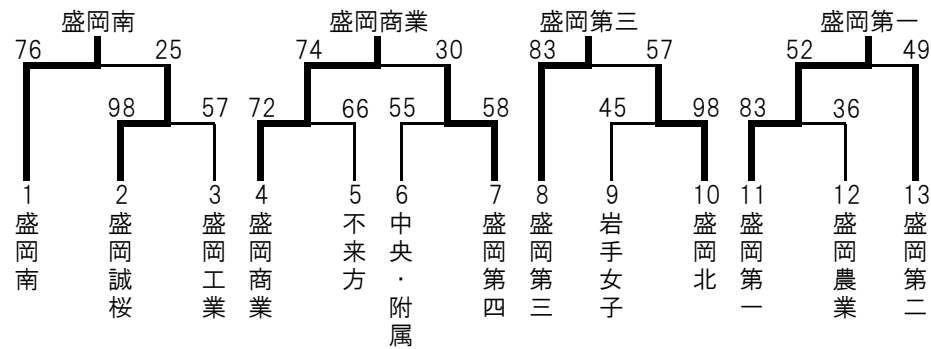 盛岡南 盛岡商業 盛岡第三 盛岡第一
76 25 74 30 83 57 52 49
98 57 72 66 55 58 45 98 83 36
1 2 3 4 5 6 7 8 9 10 11 12 13
盛岡南
盛岡誠桜
盛岡工業
盛岡商業
不来方
中央・附属
盛岡第四
盛岡第三
岩手女子
盛岡北
盛岡第一
盛岡農業
盛岡第二